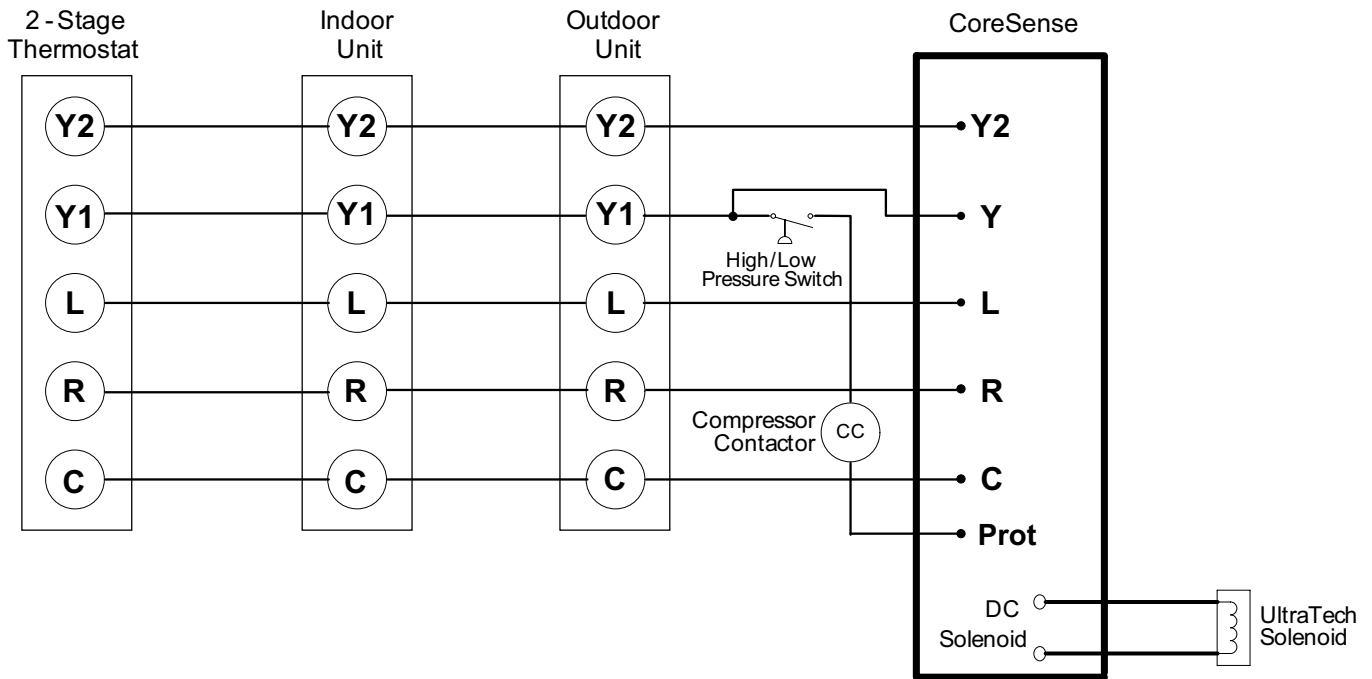 2 - Stage
Thermostat
Indoor
Unit
Outdoor
Unit
CoreSense
Y2
Y2
Y2
Y2
Y1
Y1
Y1
Y
High/Low
Pressure Switch
L
L
L
L
R
R
R
R
Compressor
Contactor
CC
C
C
C
C
Prot
DC
Solenoid
UltraTech
Solenoid